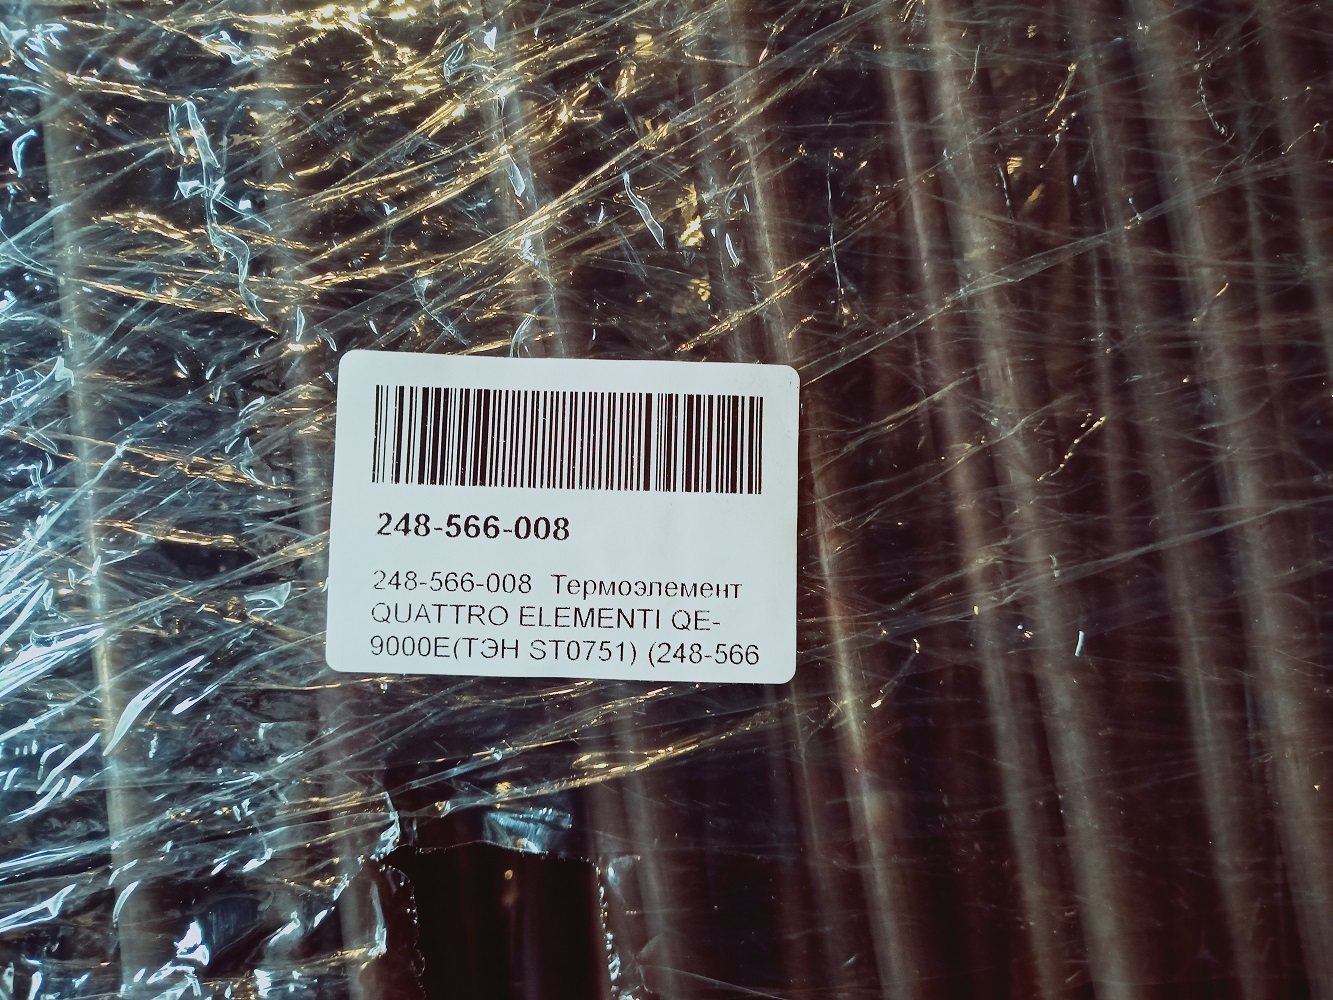 248-566-008
248-566-008 Термоэлемент
QUATTRO ELEMENTI QE-
9000E(ТЭН ST0751) (248-566